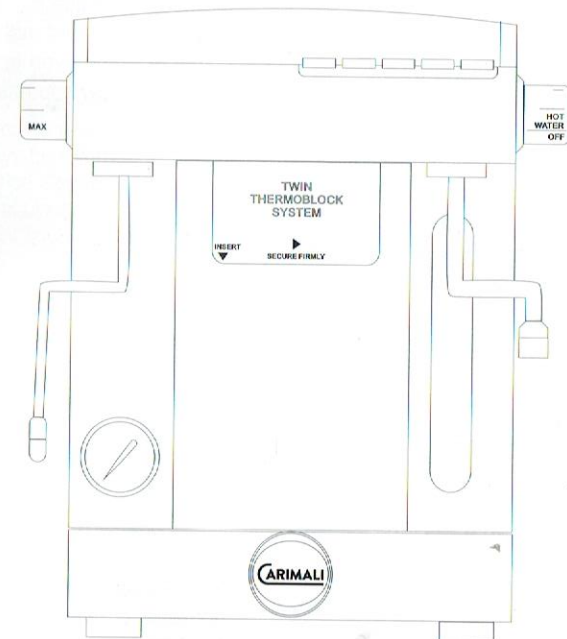 MAX
HOT
WATER
OFF
TWIN
THERMOBLOCK
SYSTEM
INSERT
SECURE FIRMLY
CARIMALI